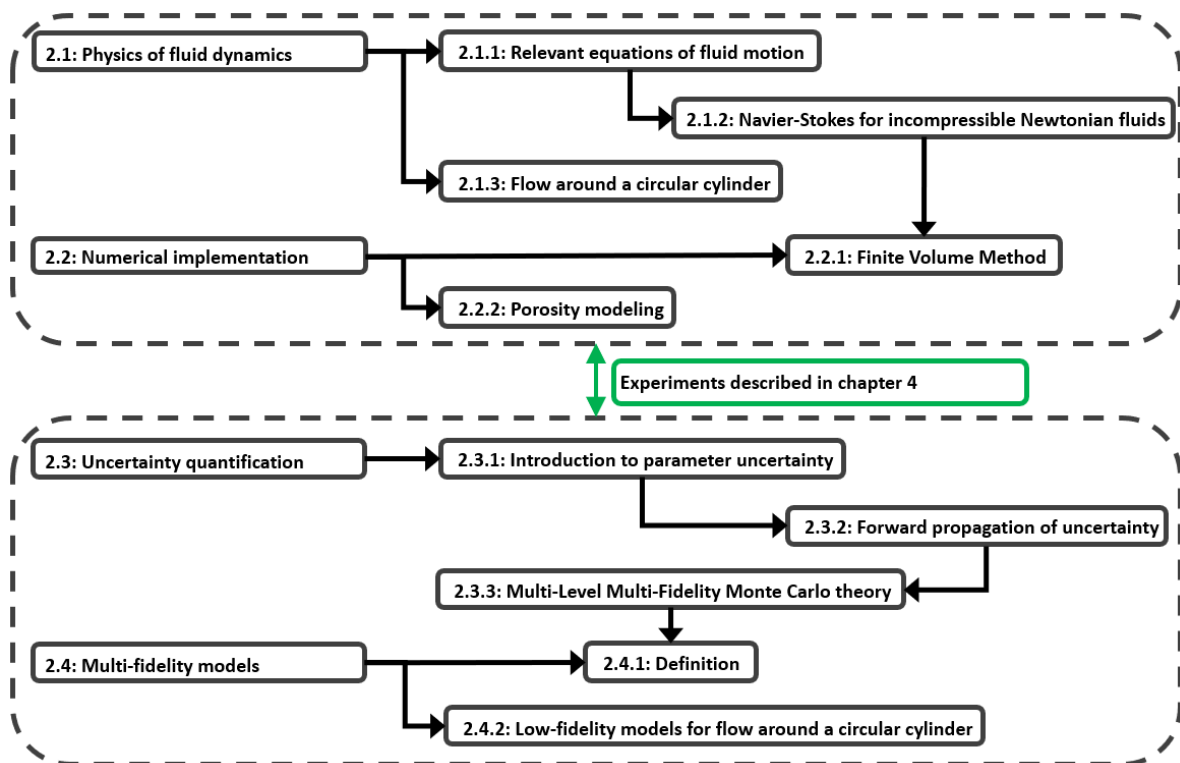 2.1: Physics of fluid dynamics
2.1.1: Relevant equations of fluid motion
2.1.2: Navier-Stokes for incompressible Newtonian fluids
2.1.3: Flow around a circular cylinder
2.2: Numerical implementation
2.2.1: Finite Volume Method
2.2.2: Porosity modeling
Experiments described in chapter 4
2.3: Uncertainty quantification
2.3.1: Introduction to parameter uncertainty
2.3.2: Forward propagation of uncertainty
2.3.3: Multi-Level Multi-Fidelity Monte Carlo theory
2.4: Multi-fidelity models
2.4.1: Definition
2.4.2: Low-fidelity models for flow around a circular cylinder